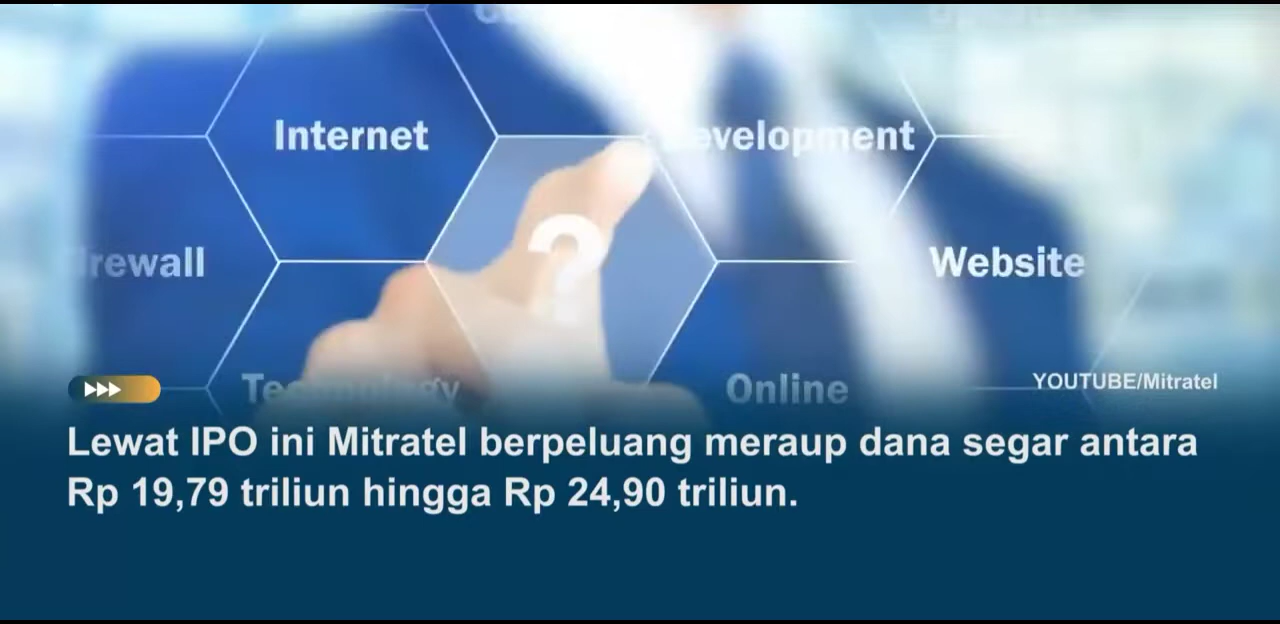 Internet
evelopment
rewall
?
Website
Technology
Online
YOUTUBE/Mitratel
Lewat IPO ini Mitratel berpeluang meraup dana segar antara
Rp 19,79 triliun hingga Rp 24,90 triliun.